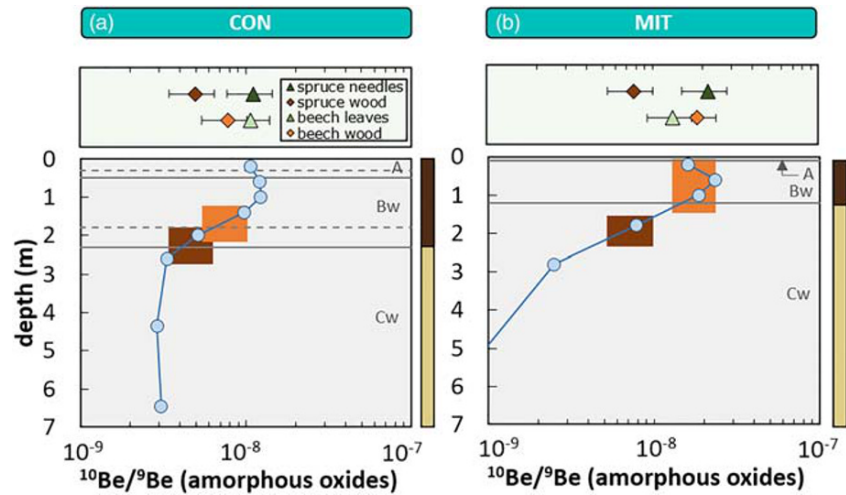 (a) CON
(b) MIT
spruce needles
spruce wood
beech leaves
beech wood
0
1
2
3
4
5
6
7
depth (m)
A
Bw
Cw
10⁻⁹ 10⁻⁸ 10⁻⁷
¹⁰Be/⁹Be (amorphous oxides)
0
1
2
3
4
5
6
7
A
Bw
Cw
10⁻⁹ 10⁻⁸ 10⁻⁷
¹⁰Be/⁹Be (amorphous oxides)